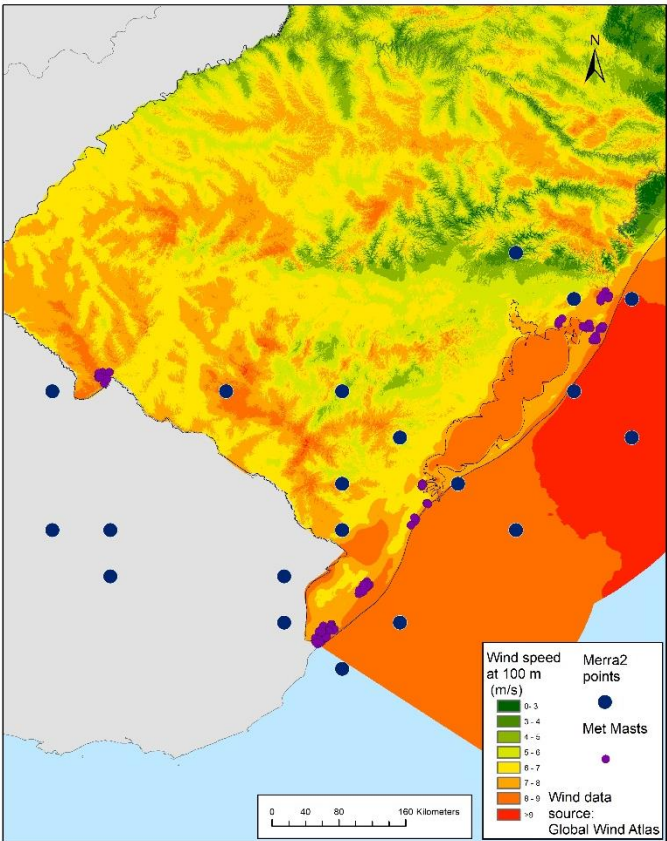 N
Wind speed
at 100 m
(m/s)
0- 3
3 - 4
4 - 5
5 - 6
6 - 7
7 - 8
8 - 9
>9
Merra2
points
Met Masts
Wind data
source:
Global Wind Atlas
0 40 80 160 Kilometers